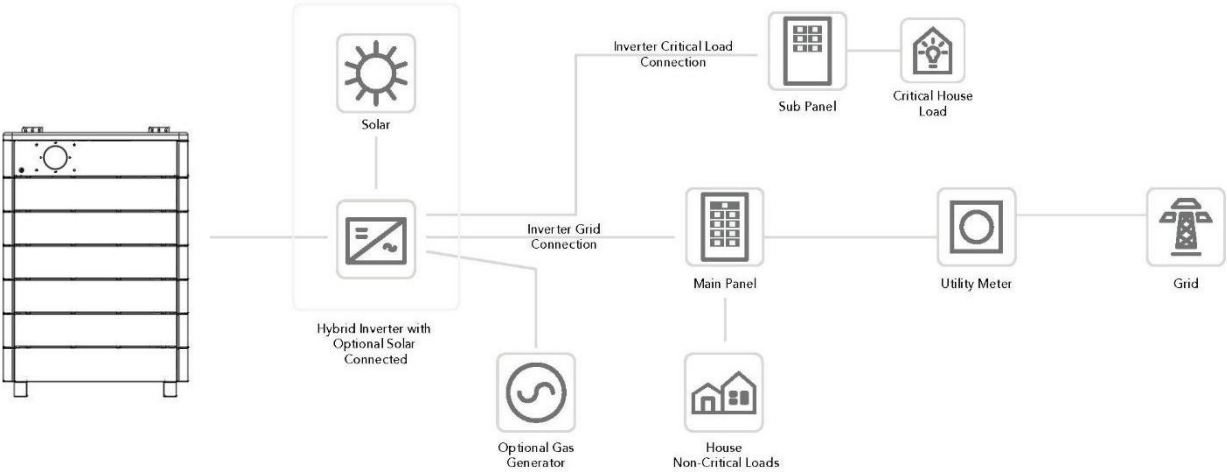 Inverter Critical Load
Connection
Solar
Sub Panel
Critical House
Load
Inverter Grid
Connection
Main Panel
Utility Meter
Grid
Hybrid Inverter with
Optional Solar
Connected
Optional Gas
Generator
House
Non-Critical Loads